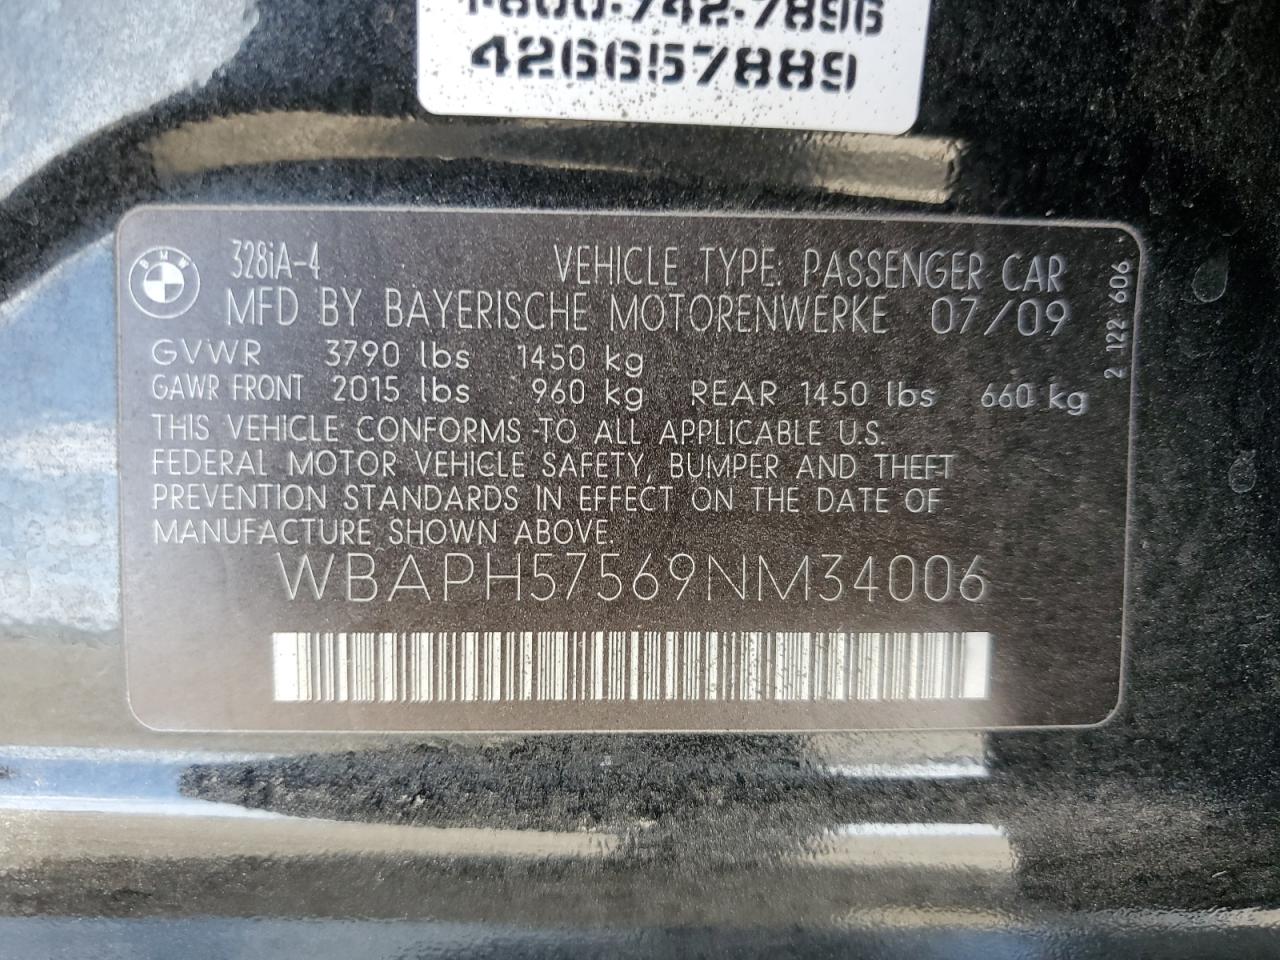 1-800-742-7896
426657889
BMW
328iA-4 VEHICLE TYPE: PASSENGER CAR
MFD BY BAYERISCHE MOTORENWERKE 07/09
GVWR 3790 lbs 1450 kg
GAWR FRONT 2015 lbs 960 kg REAR 1450 lbs 660 kg
THIS VEHICLE CONFORMS TO ALL APPLICABLE U.S.
FEDERAL MOTOR VEHICLE SAFETY, BUMPER AND THEFT
PREVENTION STANDARDS IN EFFECT ON THE DATE OF
MANUFACTURE SHOWN ABOVE.
WBAPH57569NM34006
2 122 606